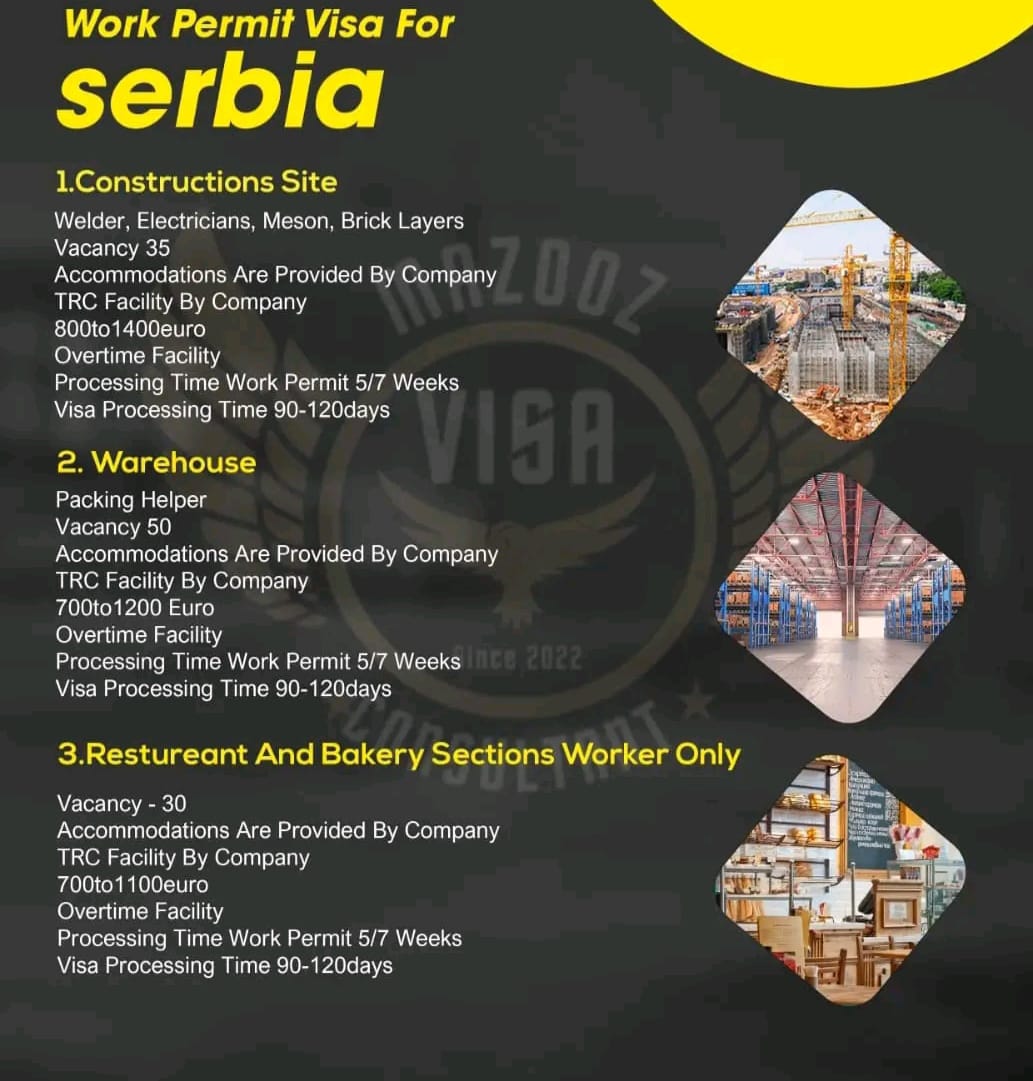 Work Permit Visa For
serbia
1.Constructions Site
Welder, Electricians, Meson, Brick Layers
Vacancy 35
Accommodations Are Provided By Company
TRC Facility By Company
800to1400euro
Overtime Facility
Processing Time Work Permit 5/7 Weeks
Visa Processing Time 90-120days
2. Warehouse
Packing Helper
Vacancy 50
Accommodations Are Provided By Company
TRC Facility By Company
700to1200 Euro
Overtime Facility
Processing Time Work Permit 5/7 Weeks
Visa Processing Time 90-120days
3.Restureant And Bakery Sections Worker Only
Vacancy - 30
Accommodations Are Provided By Company
TRC Facility By Company
700to1100euro
Overtime Facility
Processing Time Work Permit 5/7 Weeks
Visa Processing Time 90-120days
MAZOOZ
VISA
Since 2022
CONSULTANT